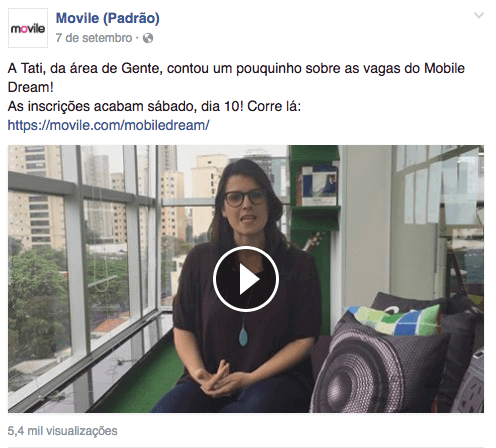 movile
Movile (Padrão)
7 de setembro ·
A Tati, da área de Gente, contou um pouquinho sobre as vagas do Mobile
Dream!
As inscrições acabam sábado, dia 10! Corre lá:
https://movile.com/mobiledream/
5,4 mil visualizações